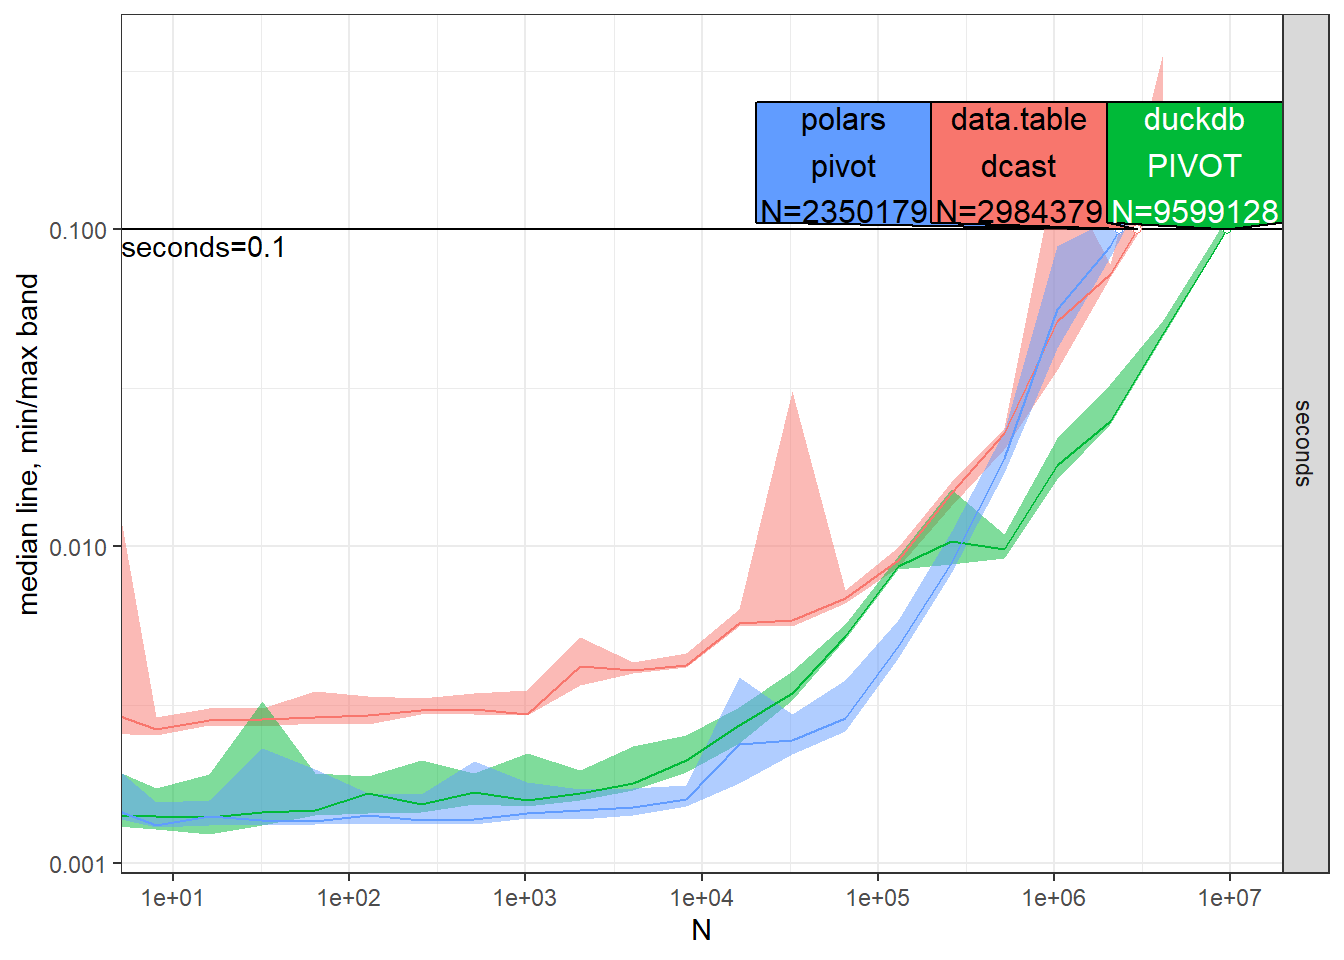 polars
pivot
N=2350179
data.table
dcast
N=2984379
duckdb
PIVOT
N=9599128
seconds=0.1
0.100
0.010
0.001
median line, min/max band
1e+01
1e+02
1e+03
1e+04
1e+05
1e+06
1e+07
N
seconds